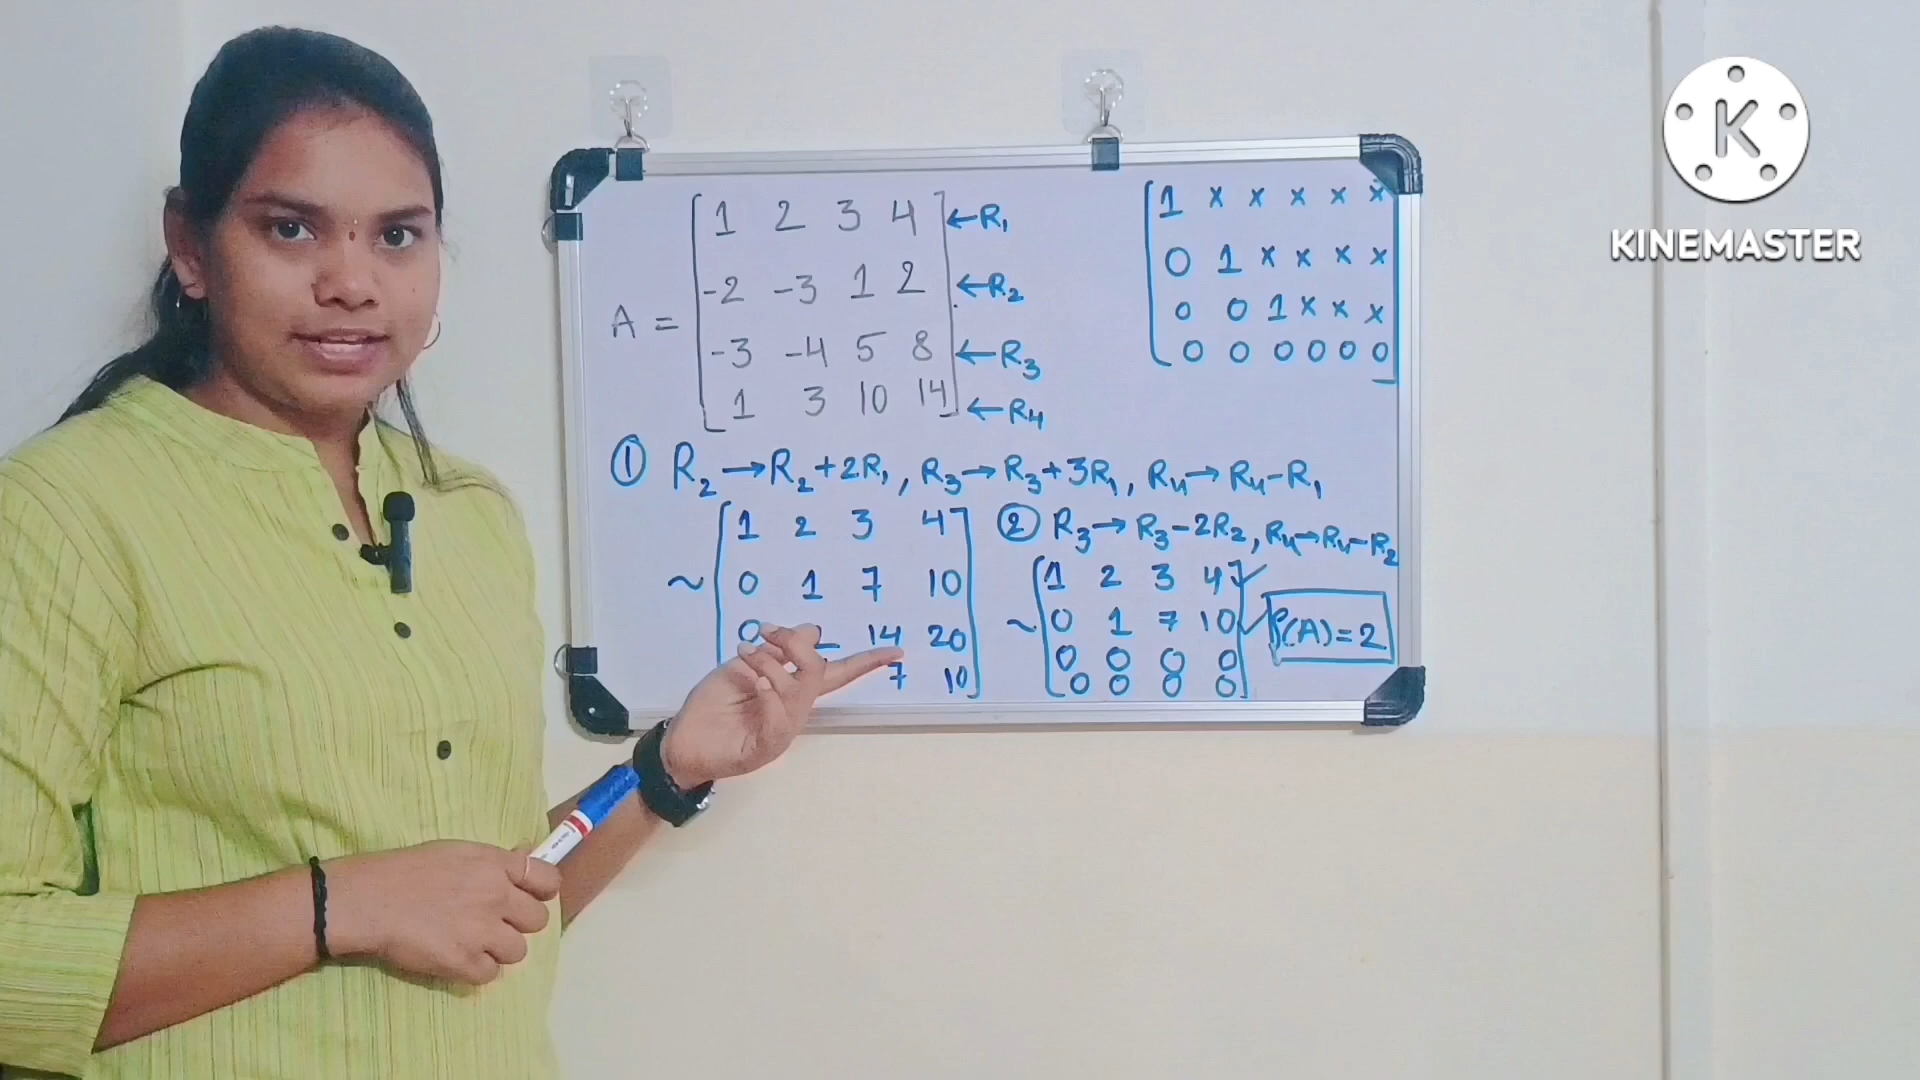 1 2 3 4 ←R₁
-2 -3 1 2 ←R₂
A =
-3 -4 5 8 ←R₃
1 3 10 14 ←R₄
1 x x x x x
0 1 x x x x
0 0 1 x x x
0 0 0 0 0 0
① R₂→R₂+2R₁, R₃→R₃+3R₁, R₄→R₄-R₁
1 2 3 4
~ 0 1 7 10
0 2 14 20
7 10
② R₃→R₃-2R₂, R₄→R₄-R₂
1 2 3 4 ✓
~ 0 1 7 10 ✓
0 0 0 0
0 0 0 0
ρ(A)=2
K
KINEMASTER